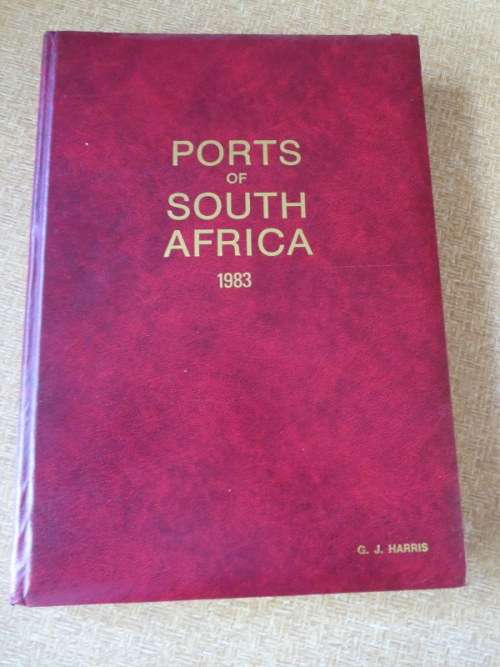 PORTS
OF
SOUTH
AFRICA
1983
G. J. HARRIS